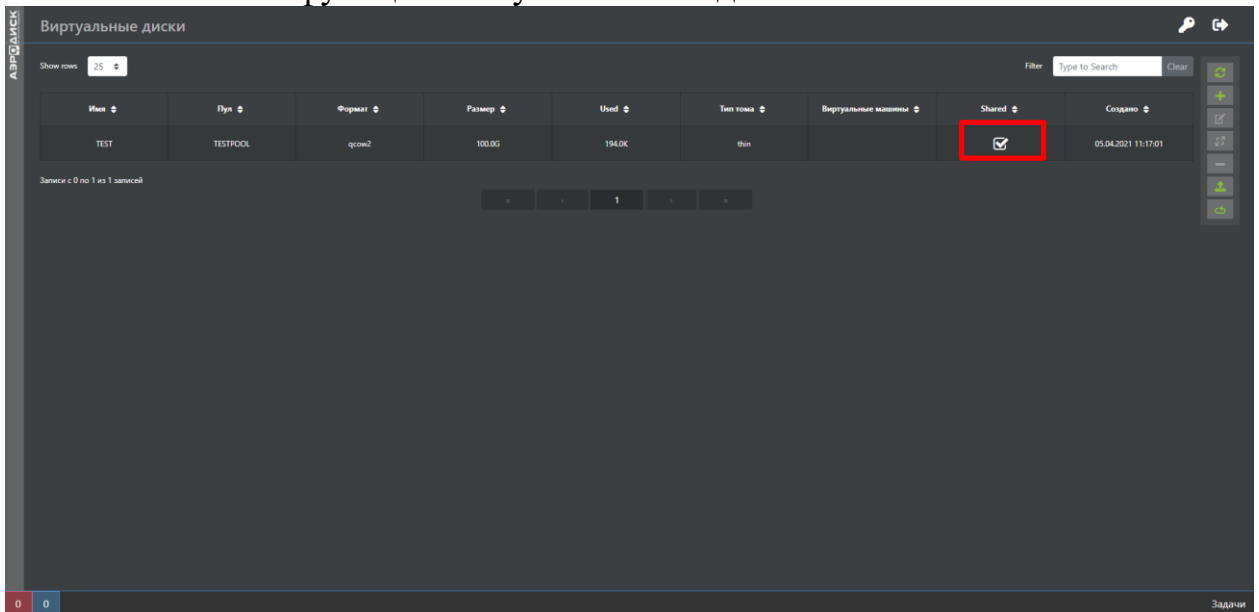 АЭРОДИСК
Виртуальные диски
Show rows 25
Filter Type to Search Clear
Имя Пул Формат Размер Used Тип тома Виртуальные машины Shared Создано
TEST TESTPOOL qcow2 100.0G 194.0K thin 05.04.2021 11:17:01
Записи с 0 по 1 из 1 записей
« ‹ 1 › »
0 0 Задачи